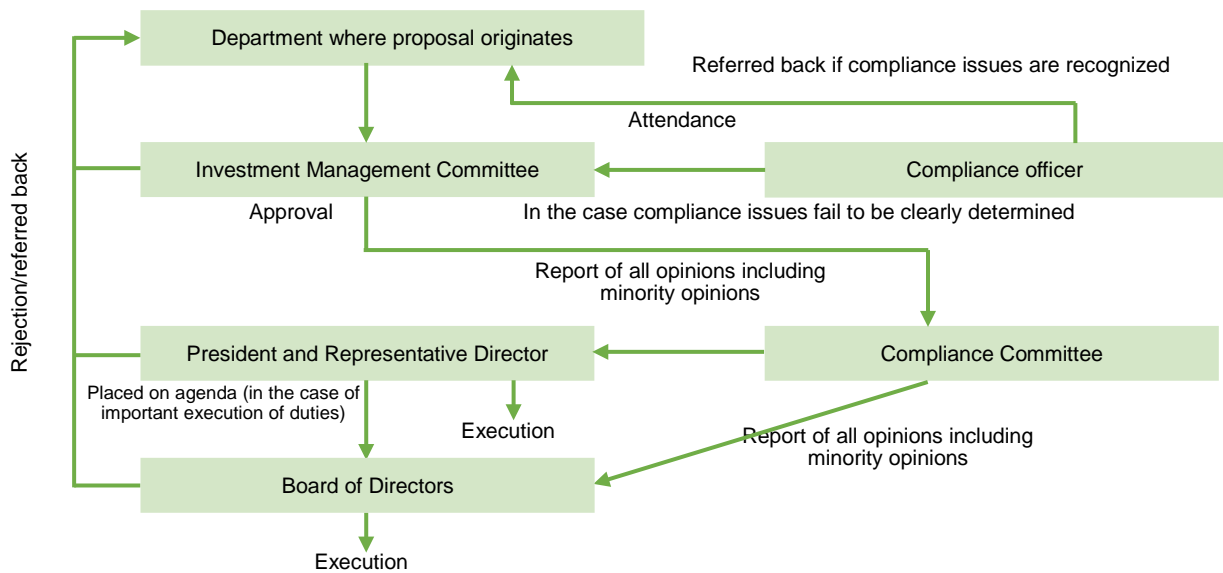 Department where proposal originates
Referred back if compliance issues are recognized
Attendance
Investment Management Committee
Compliance officer
Approval
In the case compliance issues fail to be clearly determined
Rejection/referred back
Report of all opinions including
minority opinions
President and Representative Director
Compliance Committee
Placed on agenda (in the case of
important execution of duties)
Execution
Report of all opinions including
minority opinions
Board of Directors
Execution